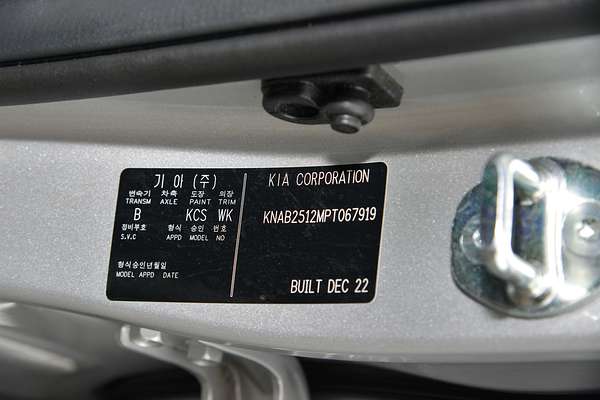 기 아 (주)
변속기 차축 도장 의장
TRANSM AXLE PAINT TRIM
B KCS WK
정비부호 형식 승인 번호
S.V.C APPD MODEL NO
형식승인년월일
MODEL APPD DATE
KIA CORPORATION
KNAB2512MPT067919
BUILT DEC 22